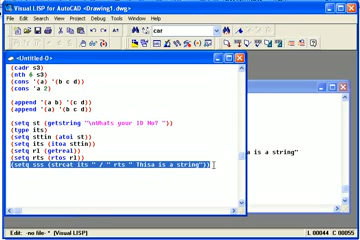 Visual LISP for AutoCAD <Drawing1.dwg>
File Edit Search View Project Debug Tools Window Help
car
<Untitled-0>
(cadr s3)
(nth 6 s3)
(cons '(a) '(b c d))
(cons 'a 2)
(append '(a b) '(c d))
(append '(a) '(b c d))
(setq st (getstring "\nWhats your ID No? "))
(type its)
(setq sttin (atoi st))
(setq its (itoa sttin))
(setq rl (getreal))
(setq rts (rtos rl))
(setq sss (strcat its " / " rts " Thisa is a string"))
is a string"
Edit: -no file- * (Visual LISP)
L 00044 C 00055